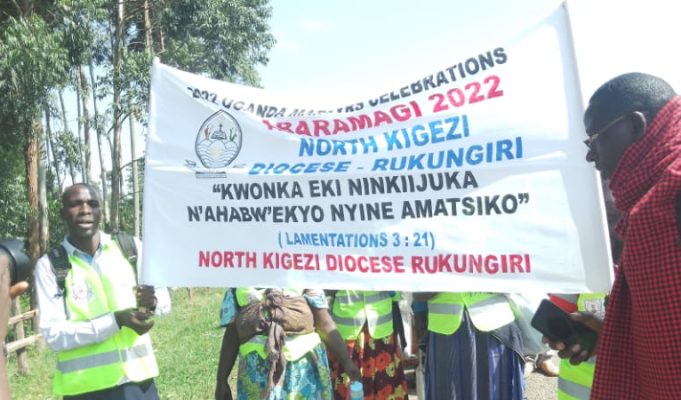 2022 UGANDA MARTYRS CELEBRATIONS
BARAMAGI 2022
NORTH KIGEZI
DIOCESE - RUKUNGIRI
"KWONKA EKI NINKIIJUKA
N'AHABW'EKYO NYINE AMATSIKO"
( LAMENTATIONS 3 : 21)
NORTH KIGEZI DIOCESE RUKUNGIRI